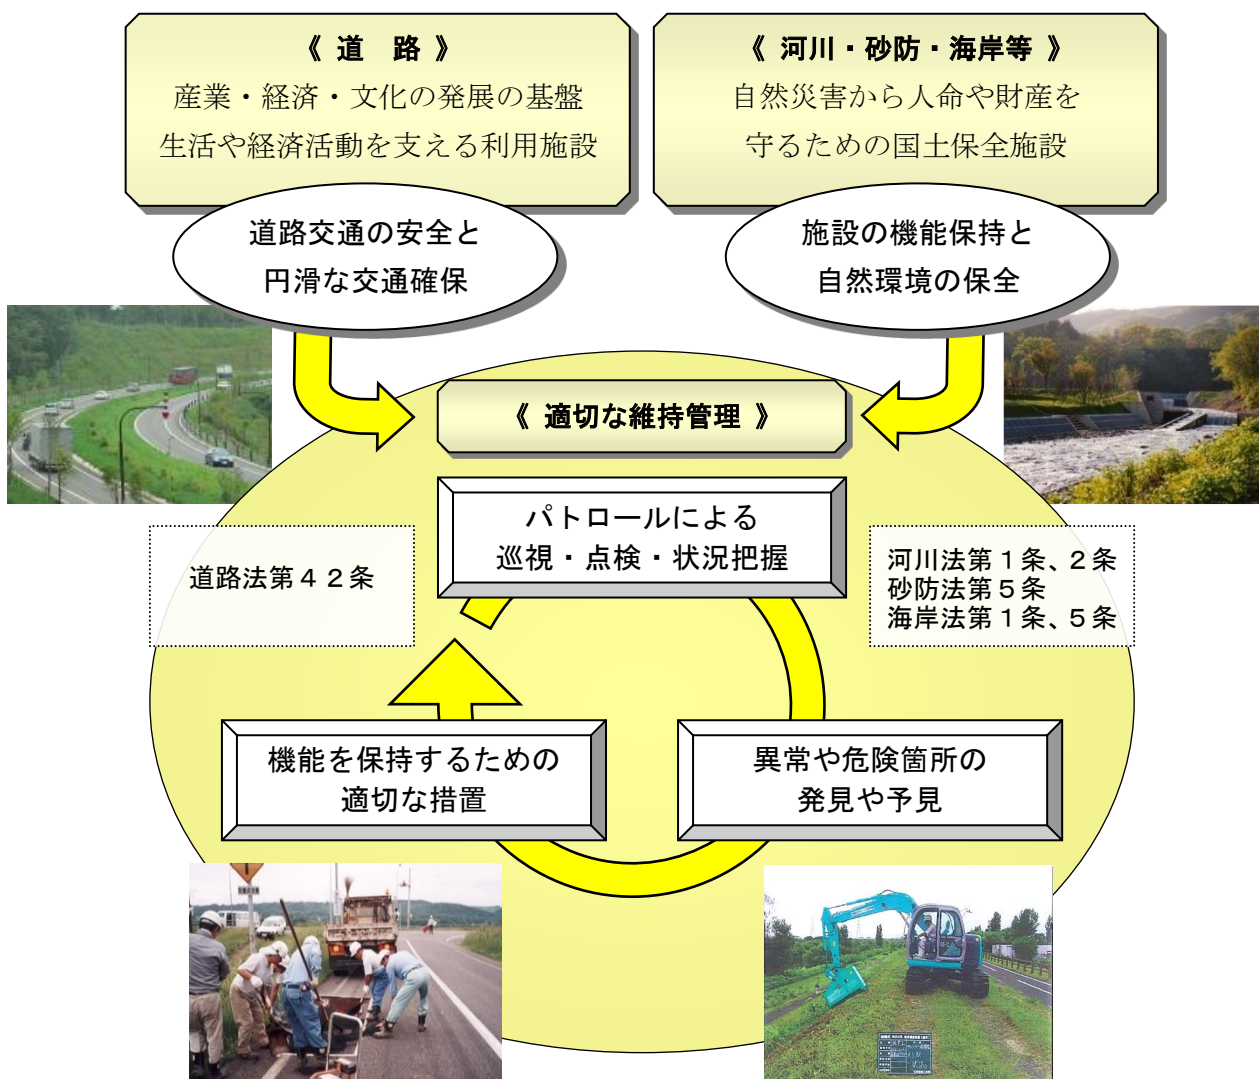 《 道　路 》
産業・経済・文化の発展の基盤
生活や経済活動を支える利用施設
《 河川・砂防・海岸等 》
自然災害から人命や財産を
守るための国土保全施設
道路交通の安全と
円滑な交通確保
施設の機能保持と
自然環境の保全
《 適切な維持管理 》
パトロールによる
巡視・点検・状況把握
道路法第４２条
河川法第１条、２条
砂防法第５条
海岸法第１条、５条
機能を保持するための
適切な措置
異常や危険箇所の
発見や予見